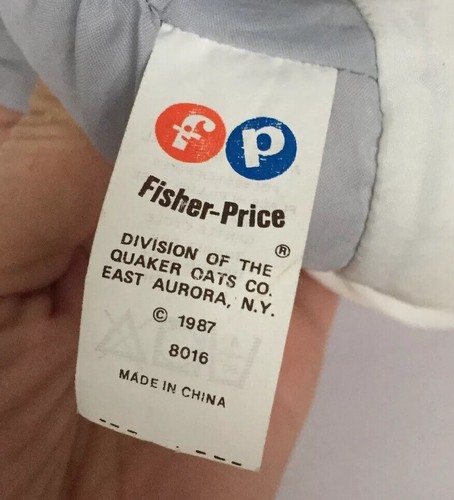 fp
Fisher-Price
®
DIVISION OF THE
QUAKER OATS CO.
EAST AURORA, N.Y.
© 1987
8016
MADE IN CHINA